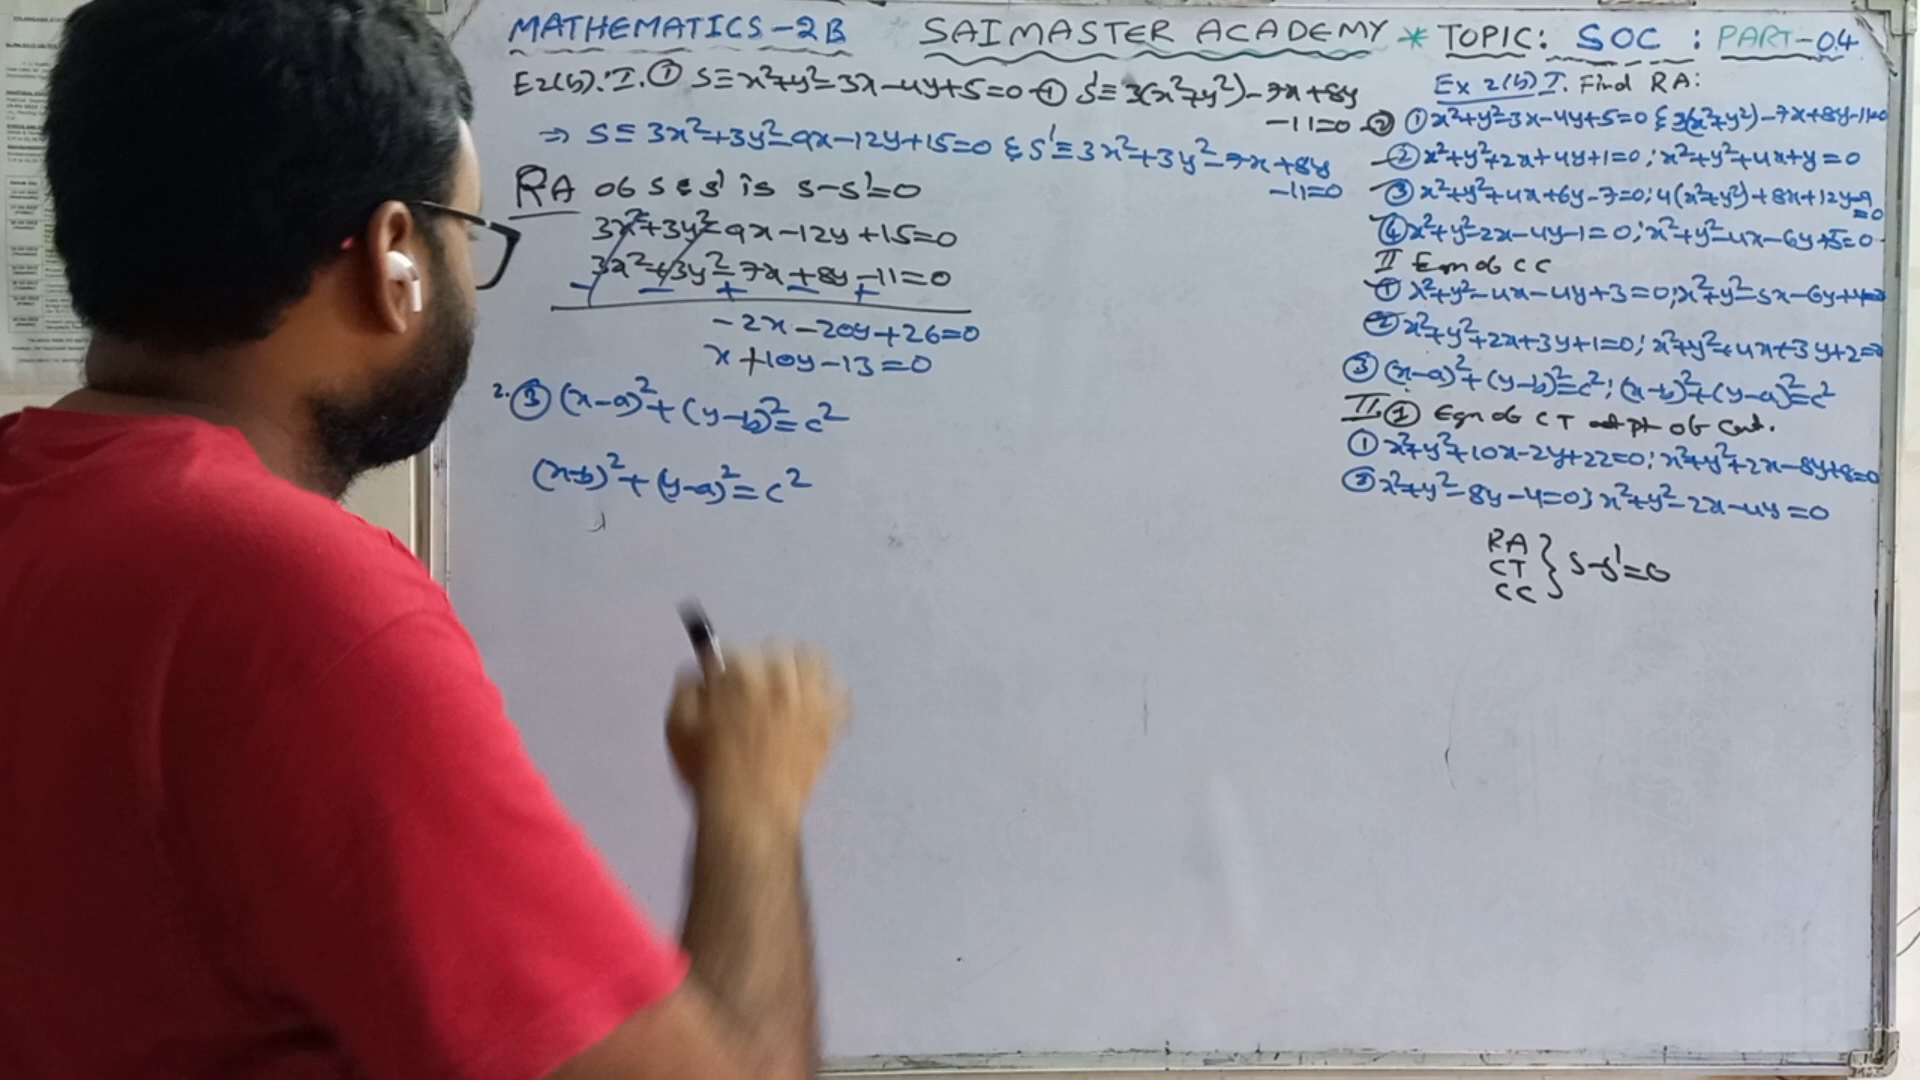 MATHEMATICS-2B * SAIMASTER ACADEMY * TOPIC: SOC : PART-04
E2(b).I.① S≡x²+y²-3x-4y+5=0-① S'≡3(x²+y²)-7x+8y
-11=0-②
⇒ S≡3x²+3y²-9x-12y+15=0 & S'≡3x²+3y²-7x+8y
-11=0
RA of S & S' is S-S'=0
3x²+3y²-9x-12y+15=0
3x²+3y²-7x+8y-11=0
- - + - +
-2x-20y+26=0
x+10y-13=0
2. ③ (x-a)²+(y-b)²=c²
(x-b)²+(y-a)²=c²
Ex 2(b) I. Find RA:
① x²+y²-3x-4y+5=0 & 3(x²+y²)-7x+8y-11=0
② x²+y²+2x+4y+1=0; x²+y²+4x+y=0
③ x²+y²+4x+6y-7=0; 4(x²+y²)+8x+12y-9
=0
④ x²+y²-2x-4y-1=0; x²+y²-4x-6y+5=0
II Eqn of CC
① x²+y²-4x-4y+3=0; x²+y²-5x-6y+4=0
② x²+y²+2x+3y+1=0; x²+y²+4x+3y+2=0
③ (x-a)²+(y-b)²=c²; (x-b)²+(y-a)²=c²
II ① Eqn of CT pt of Cont.
① x²+y²+10x-2y+22=0; x²+y²+2x-8y+8=0
② x²+y²-8y-4=0; x²+y²-2x-4y=0
RA
CT } S-S'=0
CC